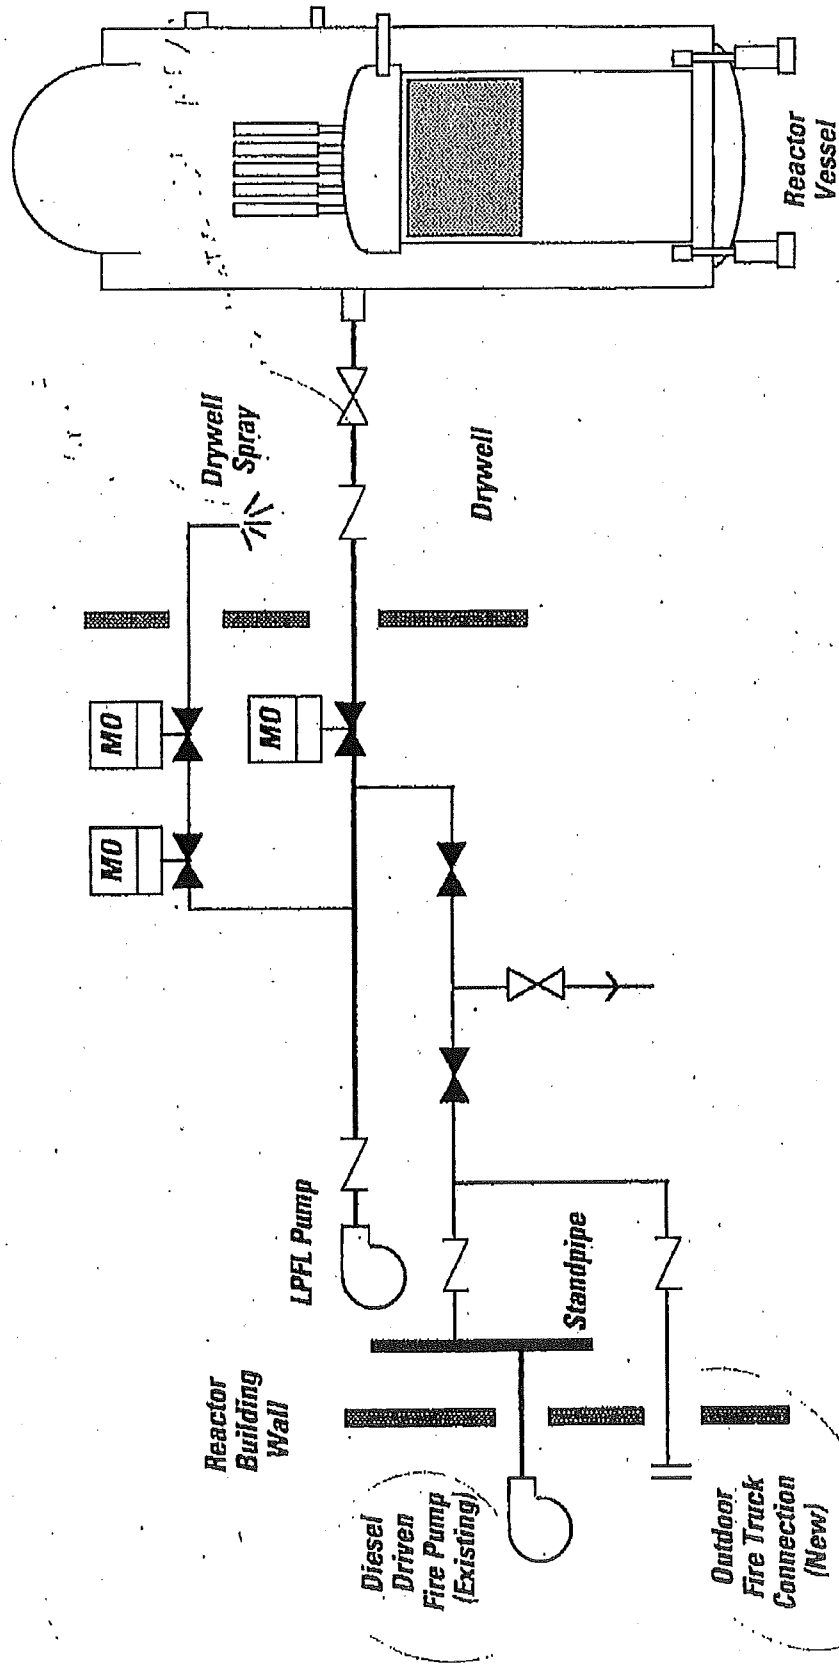 Reactor
Building
Wall
Diesel
Driven
Fire Pump
(Existing)
Outdoor
Fire Truck
Connection
(New)
LPFL Pump
Standpipe
MO
MO
MO
Drywell
Spray
Drywell
Reactor
Vessel